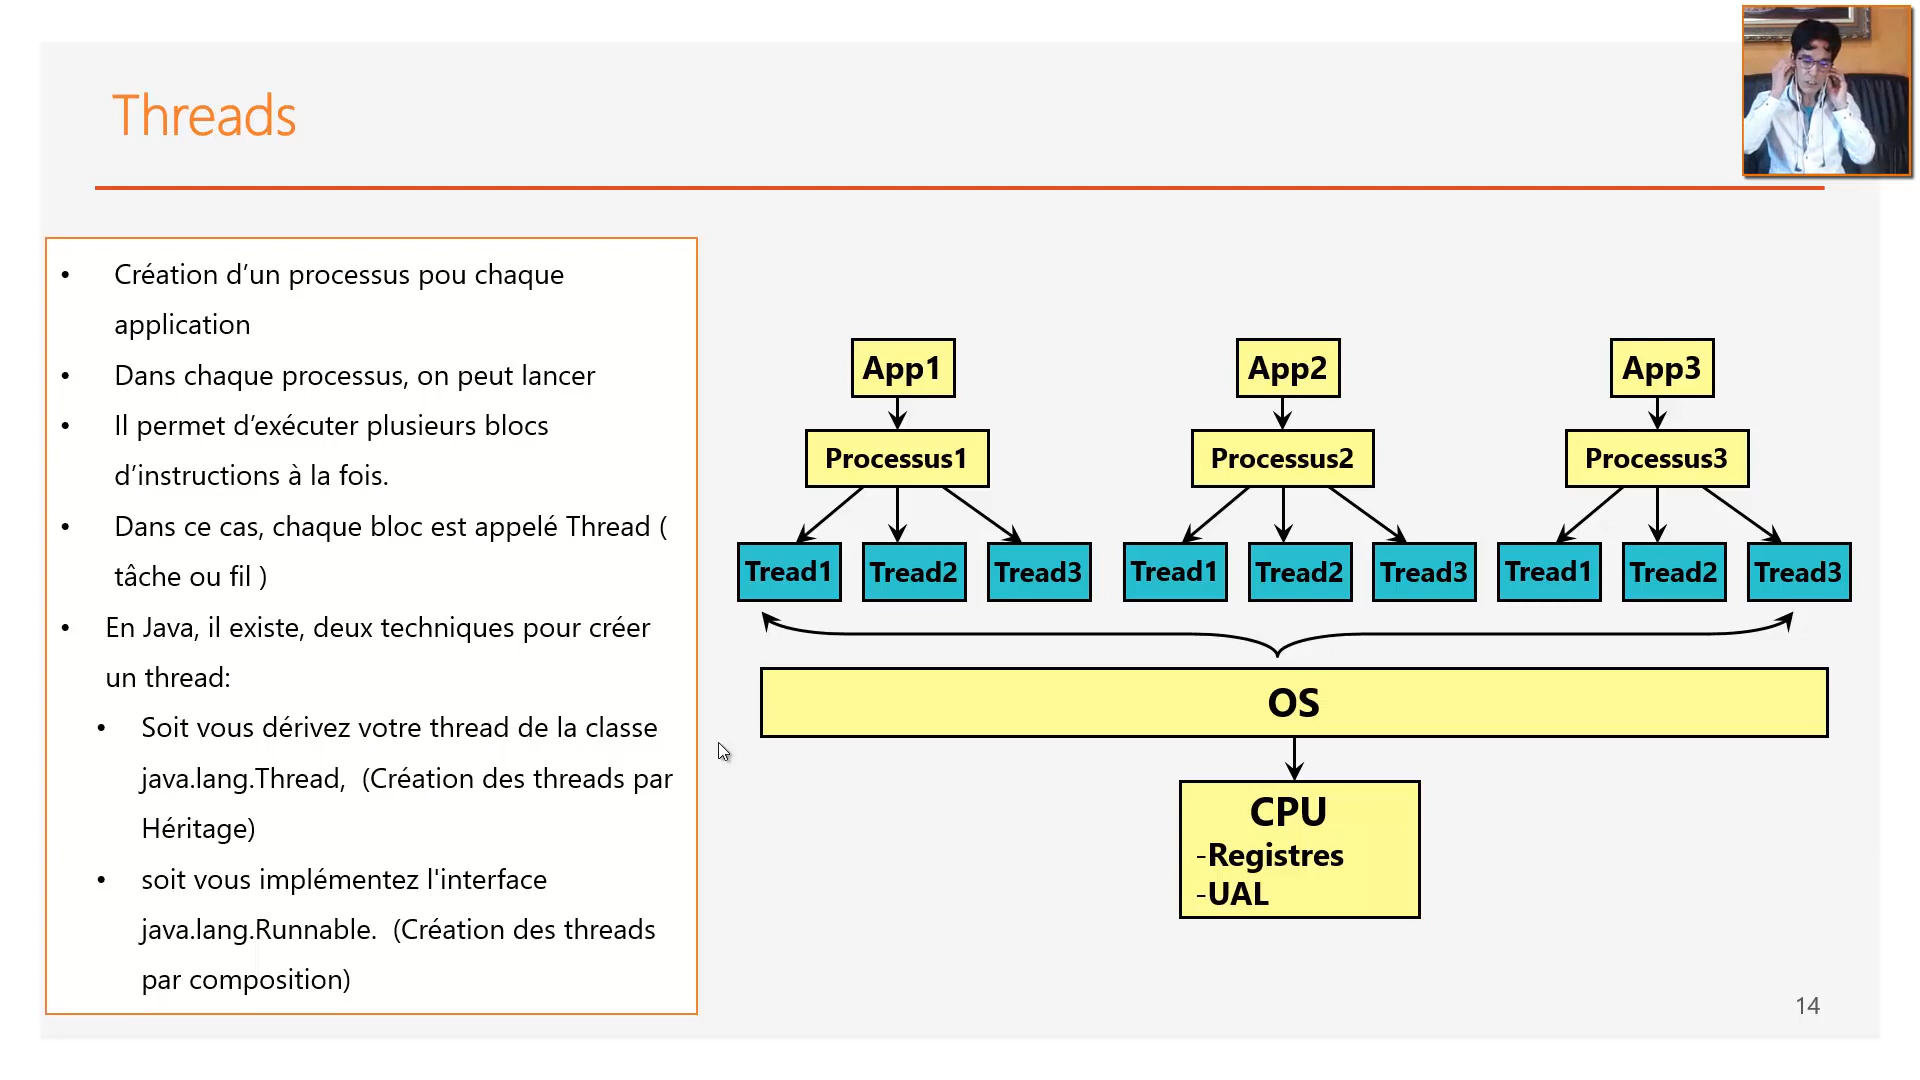 Threads
• Création d’un processus pou chaque
application
• Dans chaque processus, on peut lancer
• Il permet d’exécuter plusieurs blocs
d’instructions à la fois.
• Dans ce cas, chaque bloc est appelé Thread (
tâche ou fil )
• En Java, il existe, deux techniques pour créer
un thread:
• Soit vous dérivez votre thread de la classe
java.lang.Thread,  (Création des threads par
Héritage)
• soit vous implémentez l'interface
java.lang.Runnable.  (Création des threads
par composition)
App1 App2 App3
Processus1 Processus2 Processus3
Tread1 Tread2 Tread3 Tread1 Tread2 Tread3 Tread1 Tread2 Tread3
OS
CPU
-Registres
-UAL
14